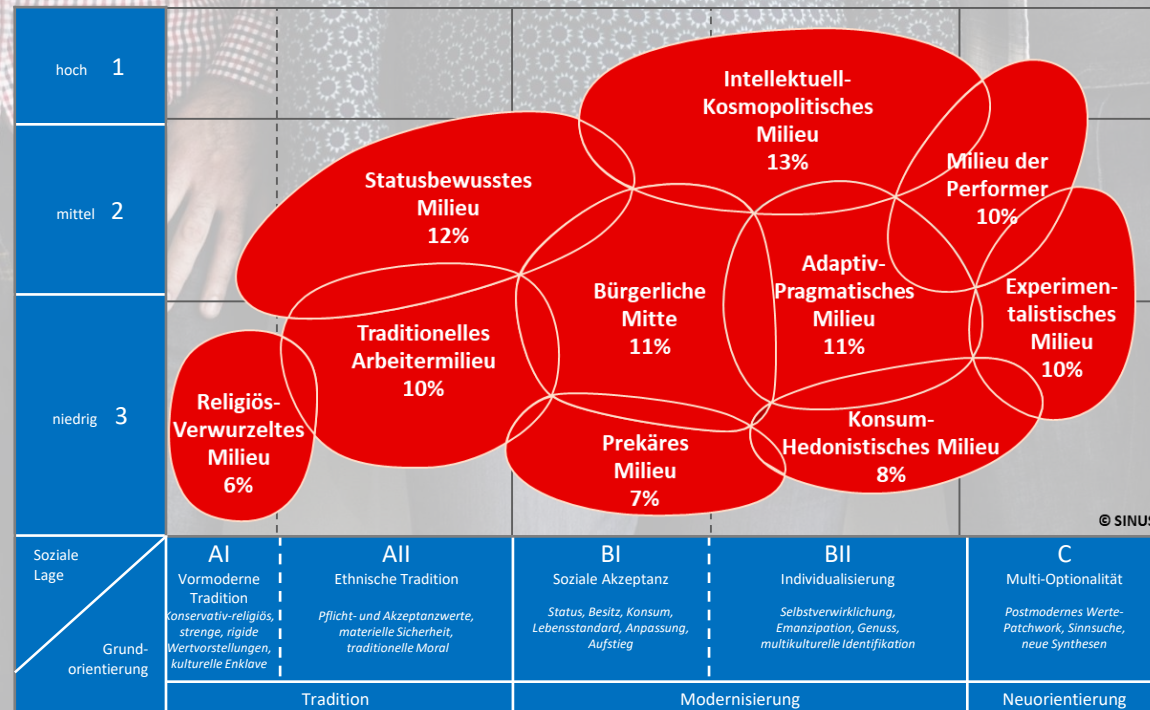 hoch 1
mittel 2
niedrig 3
Intellektuell-
Kosmopolitisches
Milieu
13%
Milieu der
Performer
10%
Statusbewusstes
Milieu
12%
Adaptiv-
Pragmatisches
Milieu
11%
Bürgerliche
Mitte
11%
Experimen-
talistisches
Milieu
10%
Traditionelles
Arbeitermilieu
10%
Religiös-
Verwurzeltes
Milieu
6%
Prekäres
Milieu
7%
Konsum-
Hedonistisches Milieu
8%
© SINUS
Soziale
Lage
Grund-
orientierung
AI
Vormoderne
Tradition
Konservativ-religiös,
strenge, rigide
Wertvorstellungen,
kulturelle Enklave
AII
Ethnische Tradition
Pflicht- und Akzeptanzwerte,
materielle Sicherheit,
traditionelle Moral
BI
Soziale Akzeptanz
Status, Besitz, Konsum,
Lebensstandard, Anpassung,
Aufstieg
BII
Individualisierung
Selbstverwirklichung,
Emanzipation, Genuss,
multikulturelle Identifikation
C
Multi-Optionalität
Postmodernes Werte-
Patchwork, Sinnsuche,
neue Synthesen
Tradition
Modernisierung
Neuorientierung